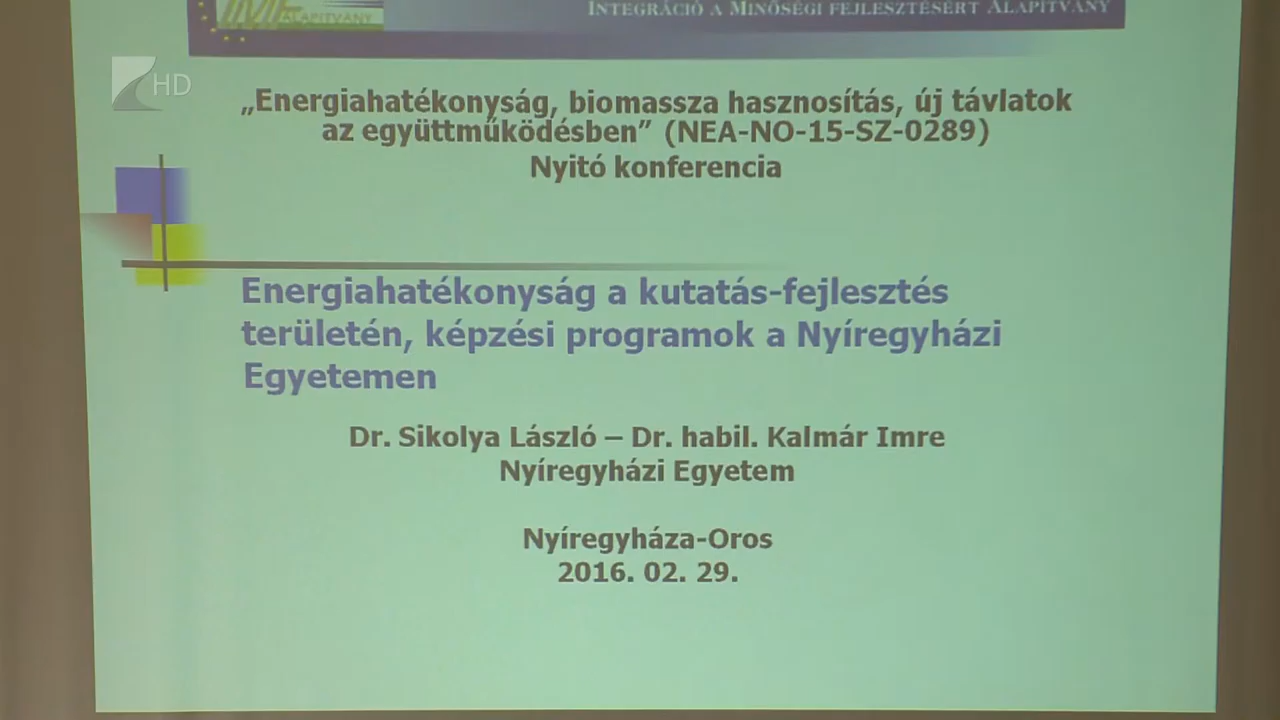 ALAPÍTVÁNY
INTEGRÁCIÓ A MINŐSÉGI FEJLESZTÉSÉRT ALAPÍTVÁNY
HD
„Energiahatékonyság, biomassza hasznosítás, új távlatok
az együttműködésben” (NEA-NO-15-SZ-0289)
Nyitó konferencia
Energiahatékonyság a kutatás-fejlesztés
területén, képzési programok a Nyíregyházi
Egyetemen
Dr. Sikolya László – Dr. habil. Kalmár Imre
Nyíregyházi Egyetem
Nyíregyháza-Oros
2016. 02. 29.